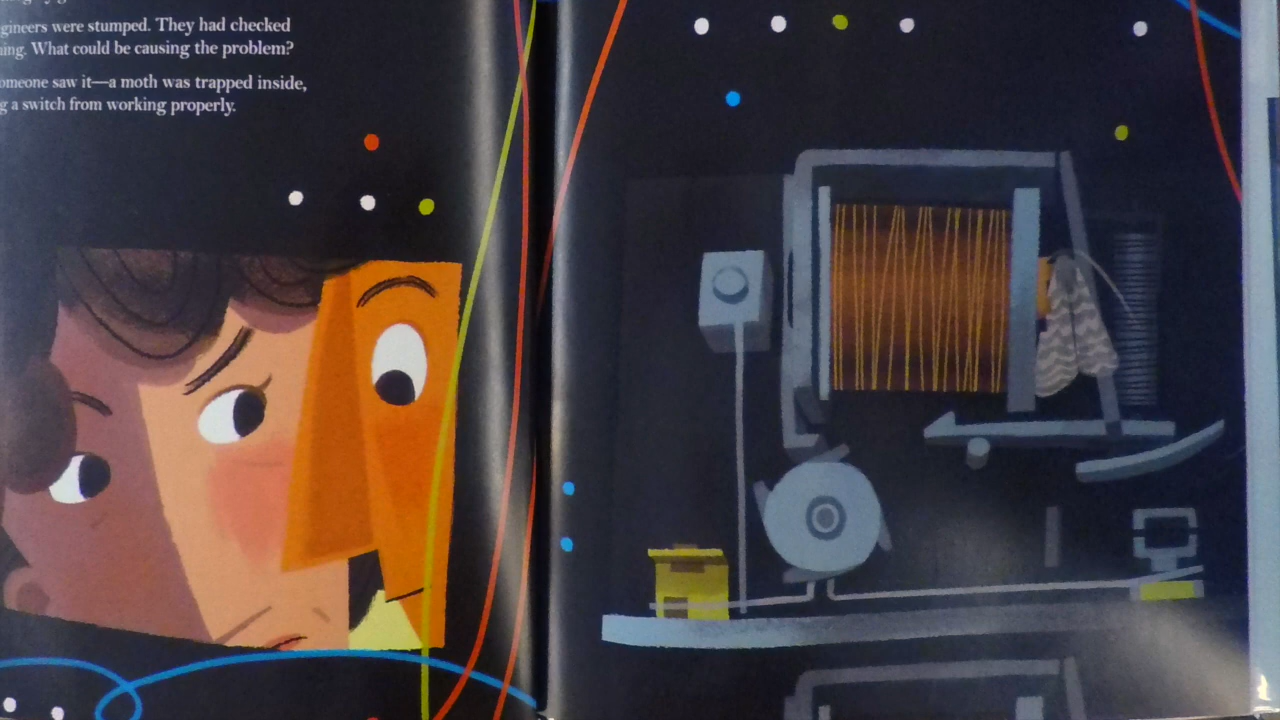 gineers were stumped. They had checked
ing. What could be causing the problem?
omeone saw it—a moth was trapped inside,
g a switch from working properly.